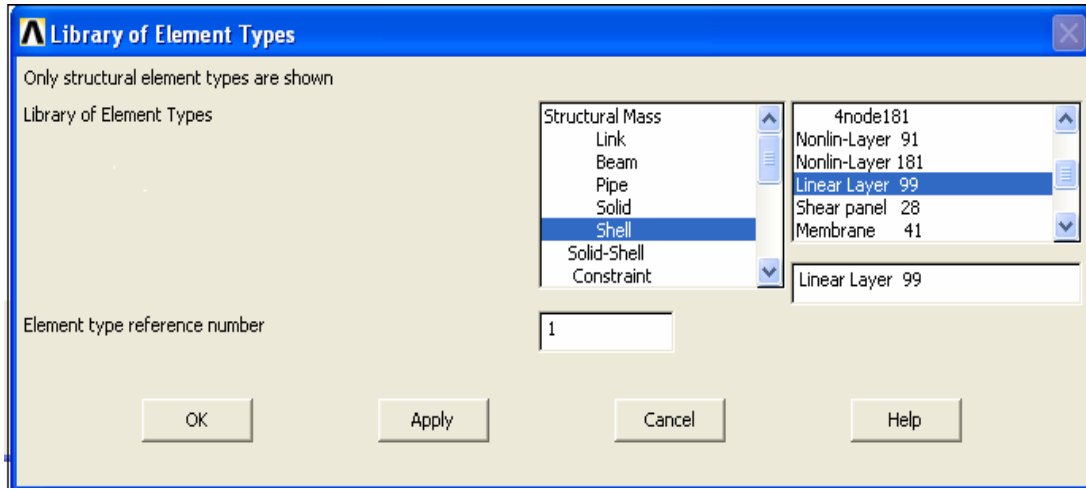 Library of Element Types
Only structural element types are shown
Library of Element Types
Structural Mass
Link
Beam
Pipe
Solid
Shell
Solid-Shell
Constraint
4node181
Nonlin-Layer 91
Nonlin-Layer 181
Linear Layer 99
Shear panel 28
Membrane 41
Linear Layer 99
Element type reference number
1
OK
Apply
Cancel
Help